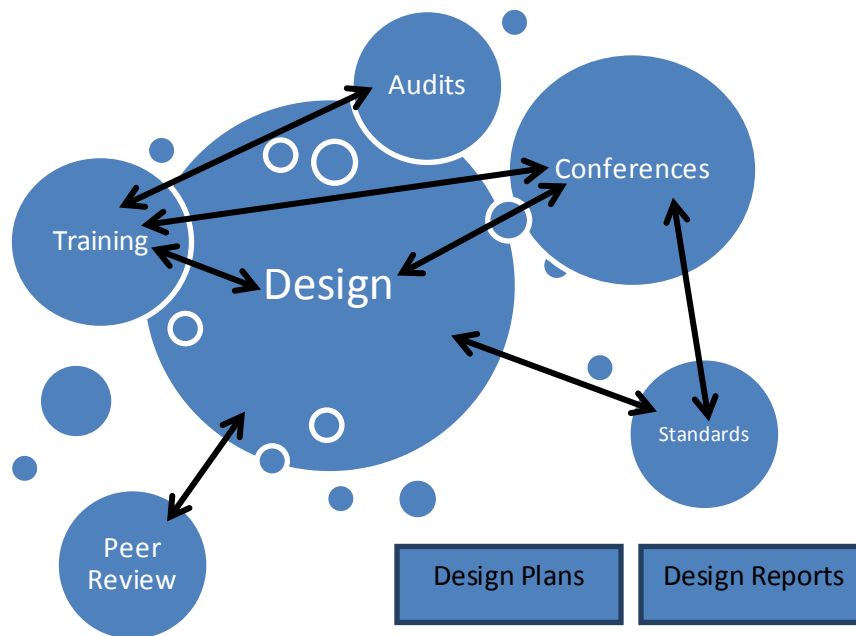 Audits
Conferences
Training
Design
Standards
Peer
Review
Design Plans
Design Reports